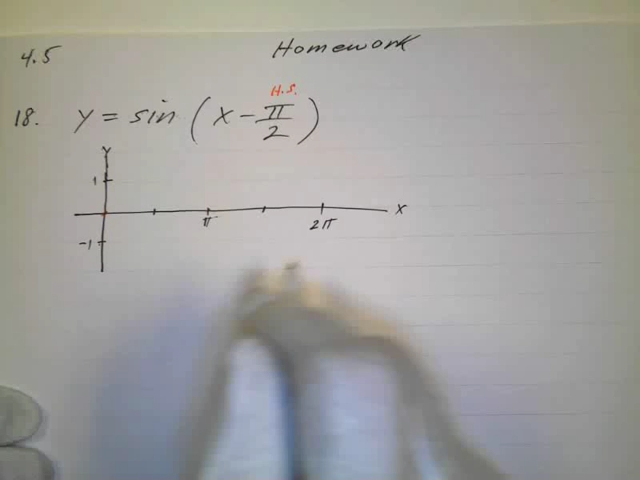 4.5 Homework
H.S.
18. y = sin (x - π/2)
Y
1
X
π 2π
-1